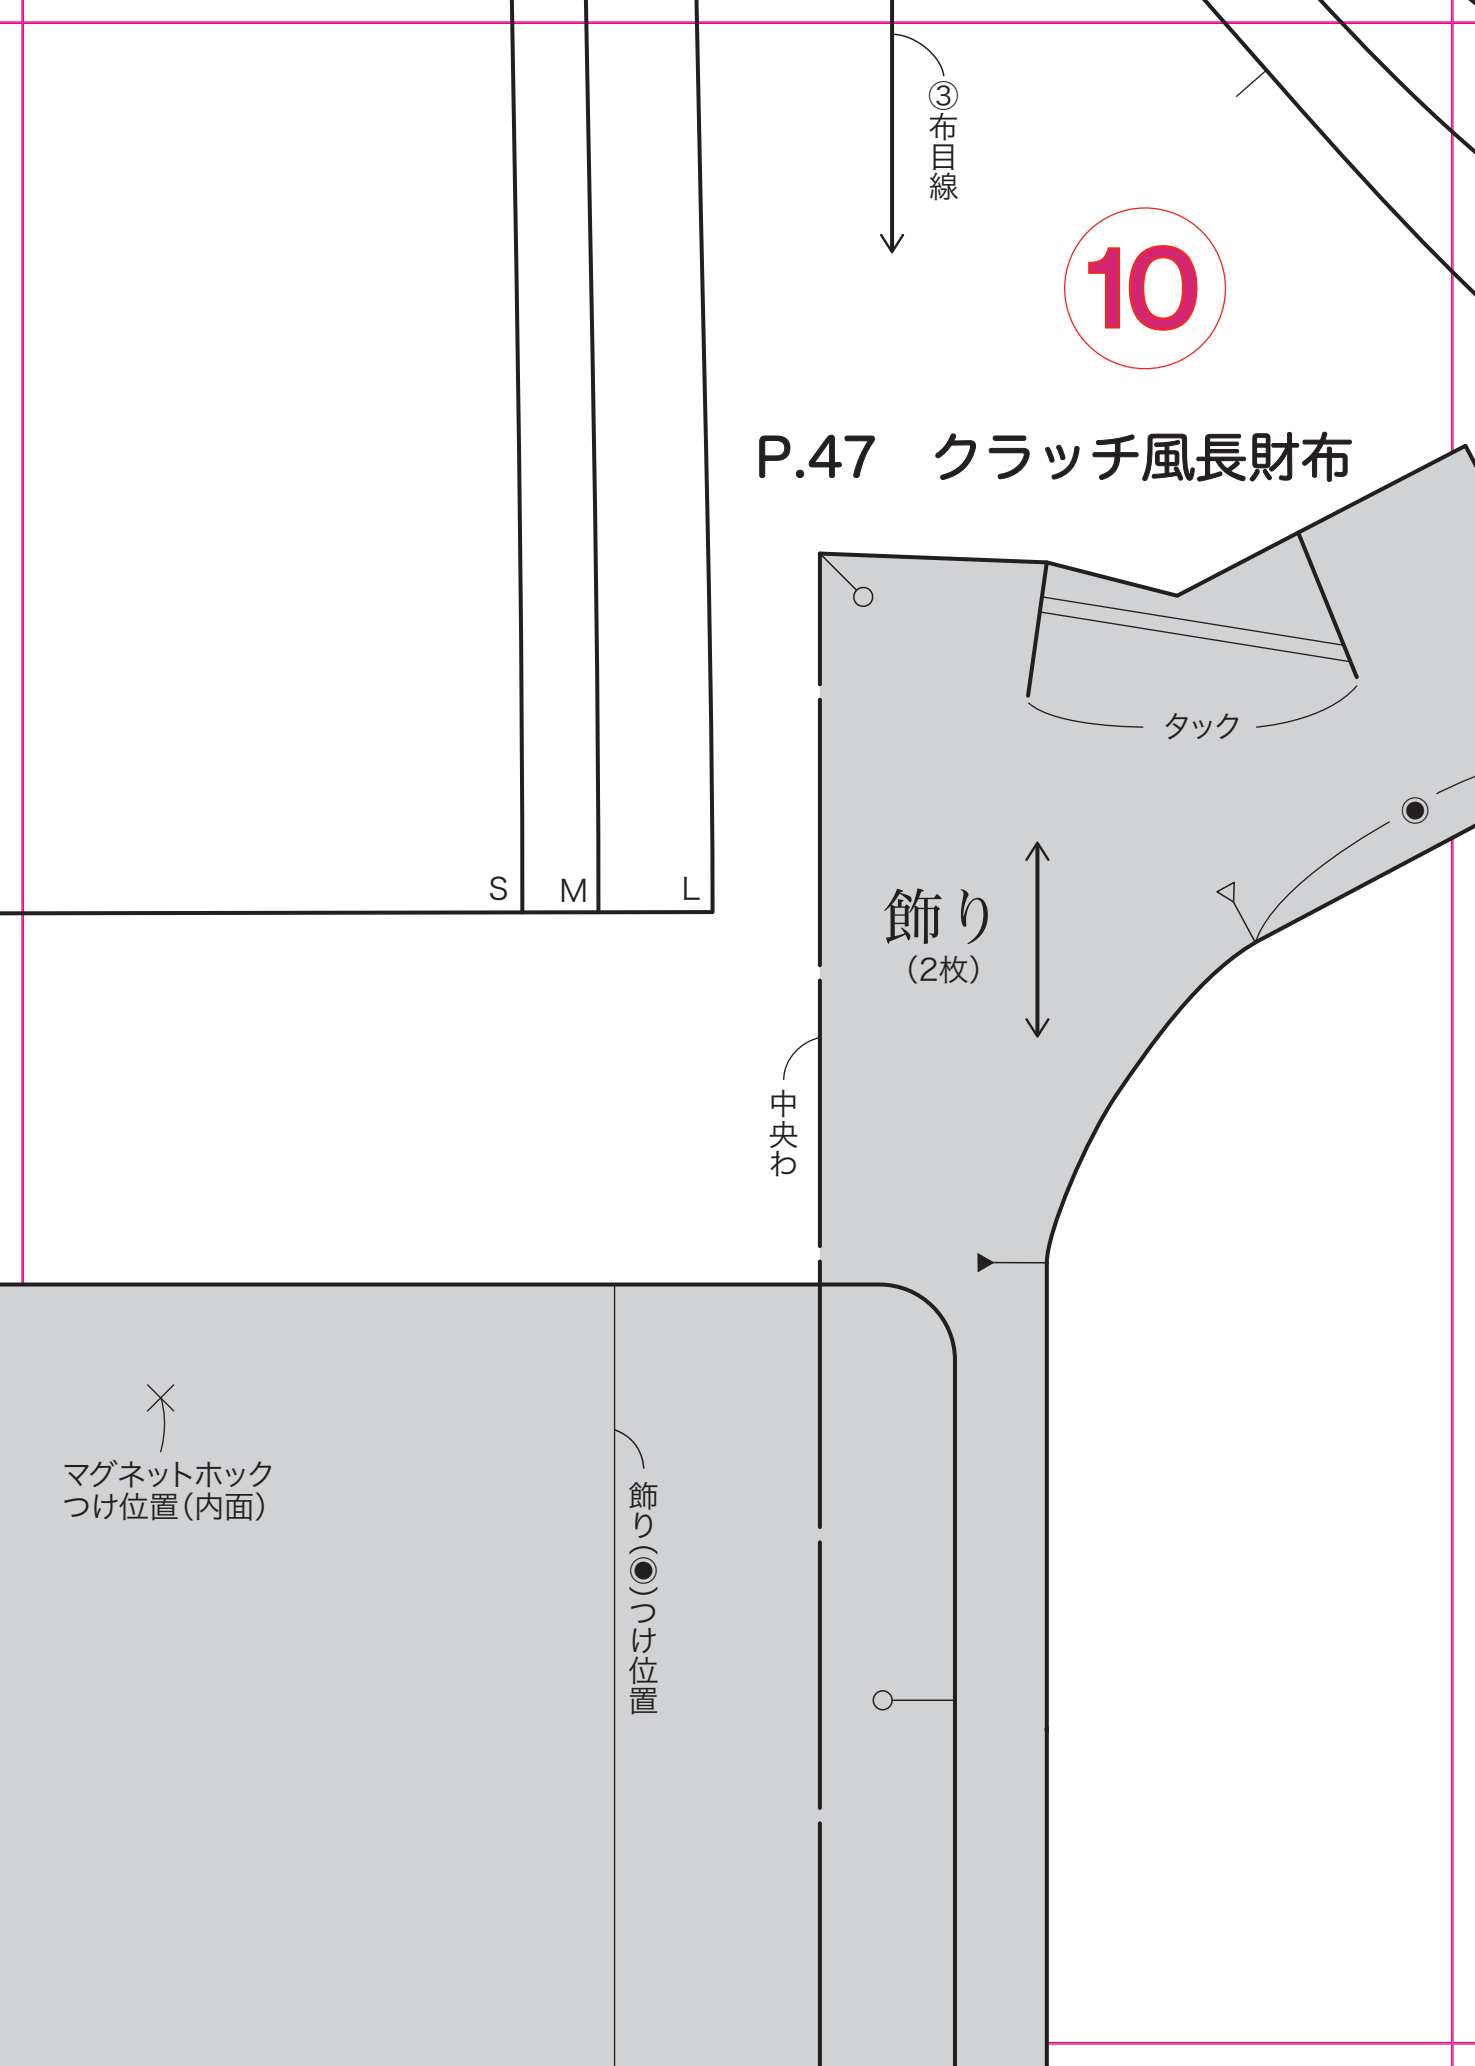 ③布目線
10
P.47　クラッチ風長財布
タック
S
M
L
飾り
（2枚）
中央わ
マグネットホック
つけ位置（内面）
飾り（◉）つけ位置